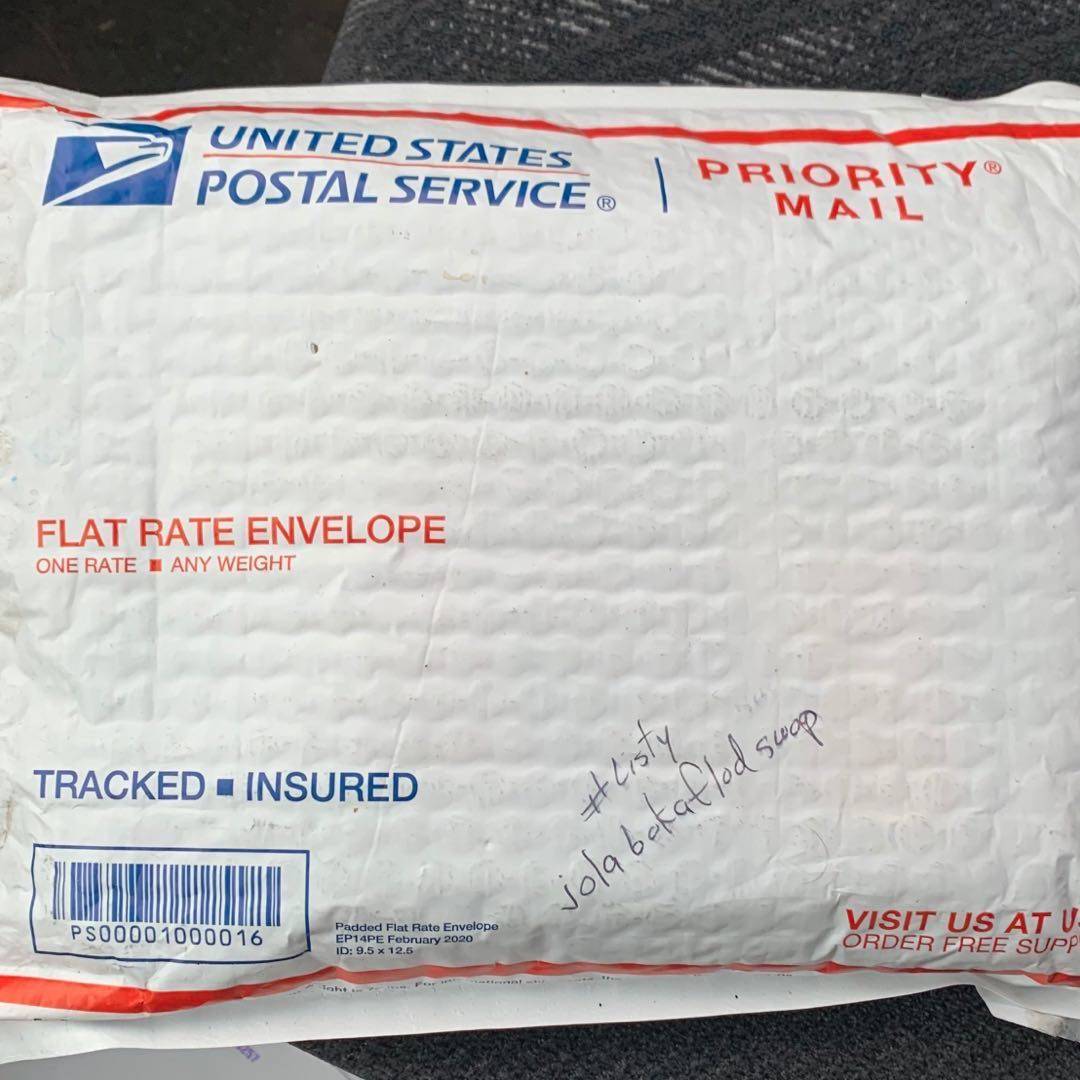 UNITED STATES
POSTAL SERVICE®
PRIORITY®
MAIL
FLAT RATE ENVELOPE
ONE RATE ■ ANY WEIGHT
TRACKED ■ INSURED
#Listy
jolabokaflod swap
PS00001000016
Padded Flat Rate Envelope
EP14PE February 2020
ID: 9.5 x 12.5
VISIT US AT
ORDER FREE SUPP